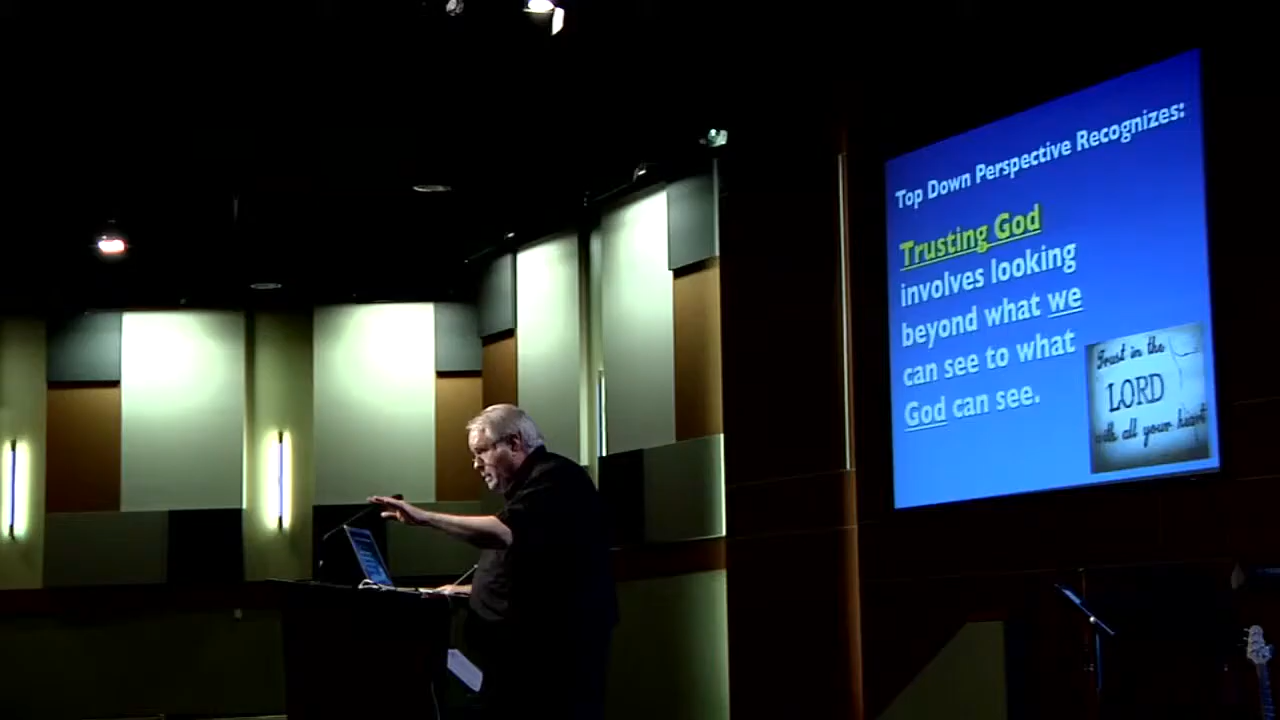 Top Down Perspective Recognizes:
Trusting God
involves looking
beyond what we
can see to what
God can see.
Trust in the
LORD
with all your heart